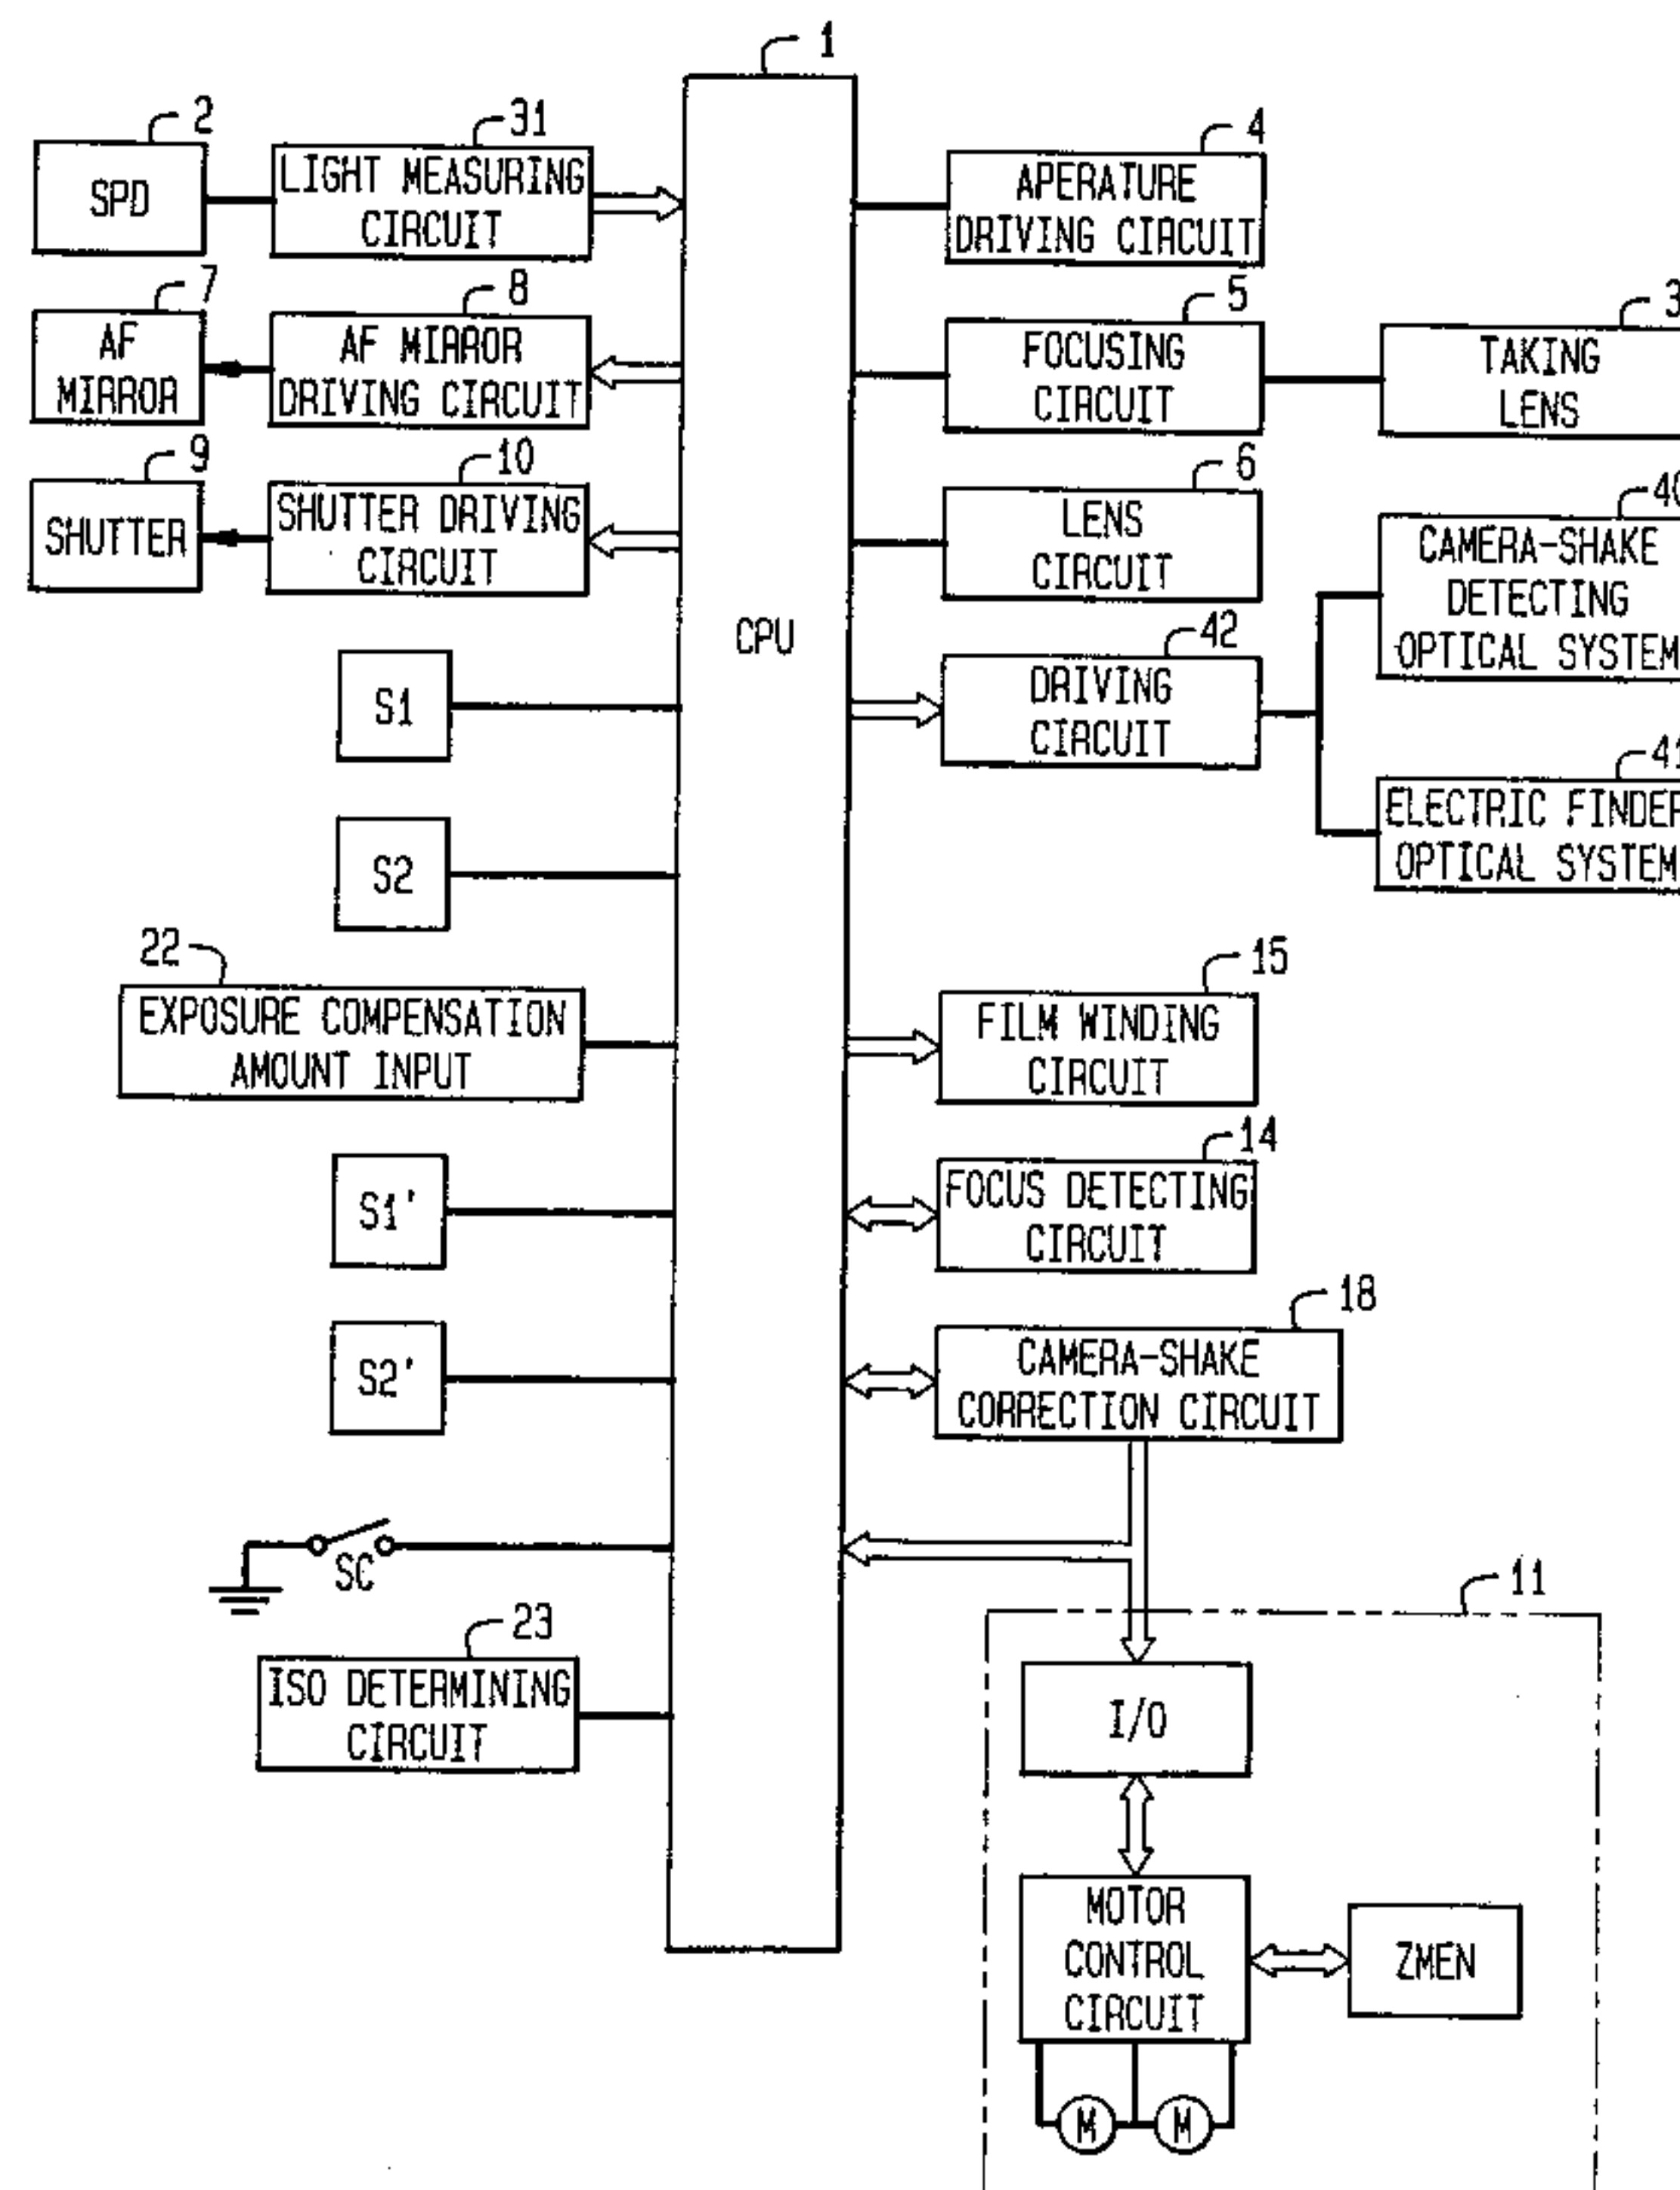 1
2
SPD
31
LIGHT MEASURING
CIRCUIT
4
APERATURE
DRIVING CIRCUIT
7
AF
MIRROR
8
AF MIRROR
DRIVING CIRCUIT
5
FOCUSING
CIRCUIT
3
TAKING
LENS
9
SHUTTER
10
SHUTTER DRIVING
CIRCUIT
6
LENS
CIRCUIT
40
CAMERA-SHAKE
DETECTING
OPTICAL SYSTEM
CPU
S1
42
DRIVING
CIRCUIT
41
ELECTRIC FINDER
OPTICAL SYSTEM
S2
22
EXPOSURE COMPENSATION
AMOUNT INPUT
15
FILM WINDING
CIRCUIT
S1'
14
FOCUS DETECTING
CIRCUIT
S2'
18
CAMERA-SHAKE
CORRECTION CIRCUIT
SC
11
23
ISO DETERMINING
CIRCUIT
I/O
MOTOR
CONTROL
CIRCUIT
ZMEN
M M